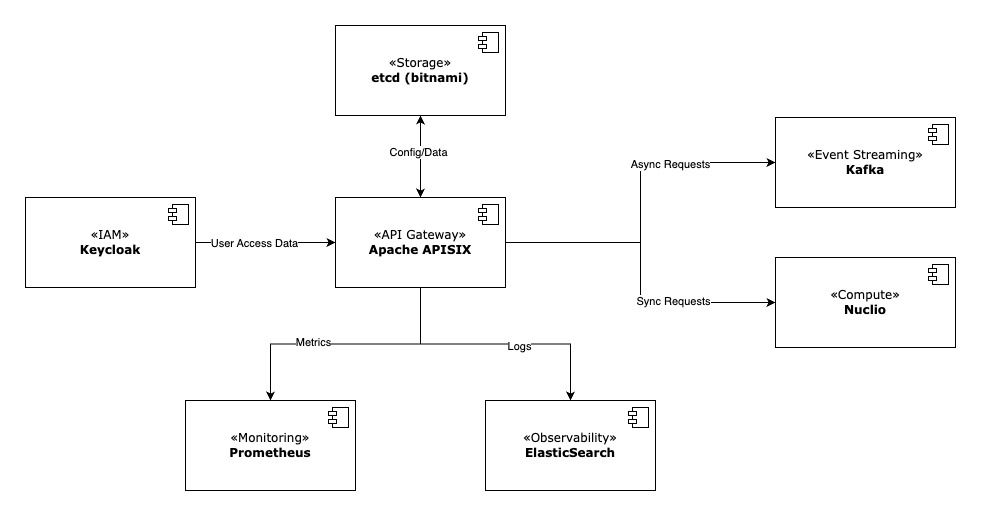 «Storage»
etcd (bitnami)
Config/Data
«Event Streaming»
Kafka
Async Requests
«IAM»
Keycloak
User Access Data
«API Gateway»
Apache APISIX
«Compute»
Nuclio
Sync Requests
Metrics
Logs
«Monitoring»
Prometheus
«Observability»
ElasticSearch